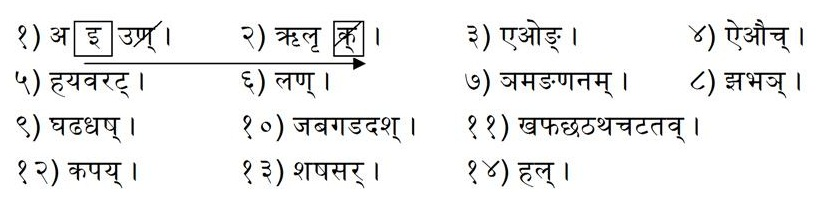 १) अ इ उण् । २) ऋलृ क् । ३) एओङ् । ४) ऐऔच् ।
५) हयवरट् । ६) लण् । ७) ञमङणनम् । ८) झभञ् ।
९) घढधष् । १०) जबगडदश् । ११) खफछठथचटतव् ।
१२) कपय् । १३) शषसर् । १४) हल् ।